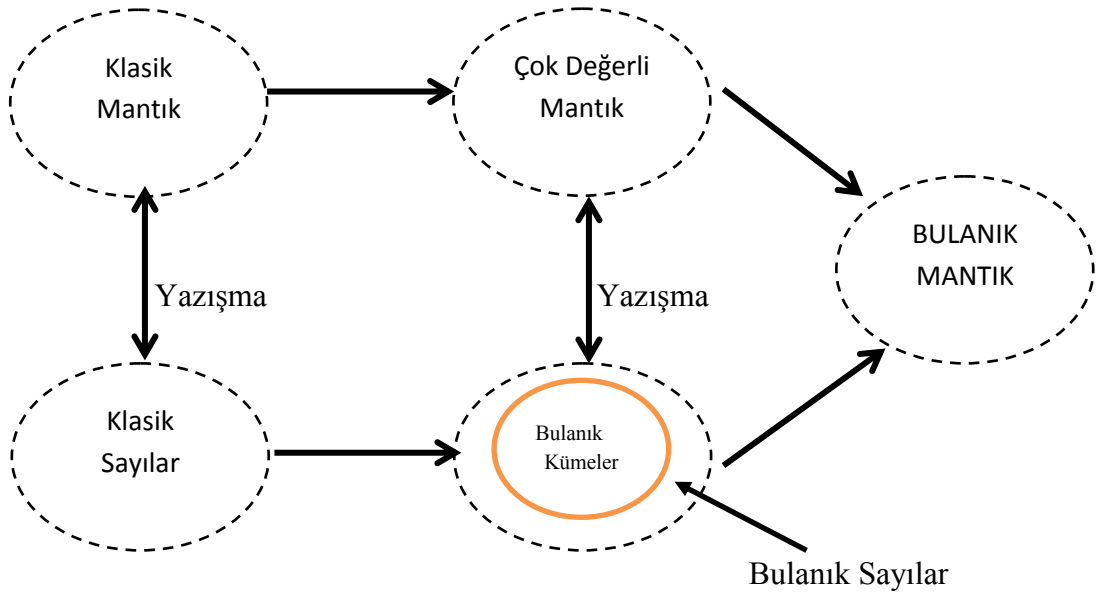 Klasik
Mantık
Çok Değerli
Mantık
BULANIK
MANTIK
Yazışma
Yazışma
Klasik
Sayılar
Bulanık
Kümeler
Bulanık Sayılar